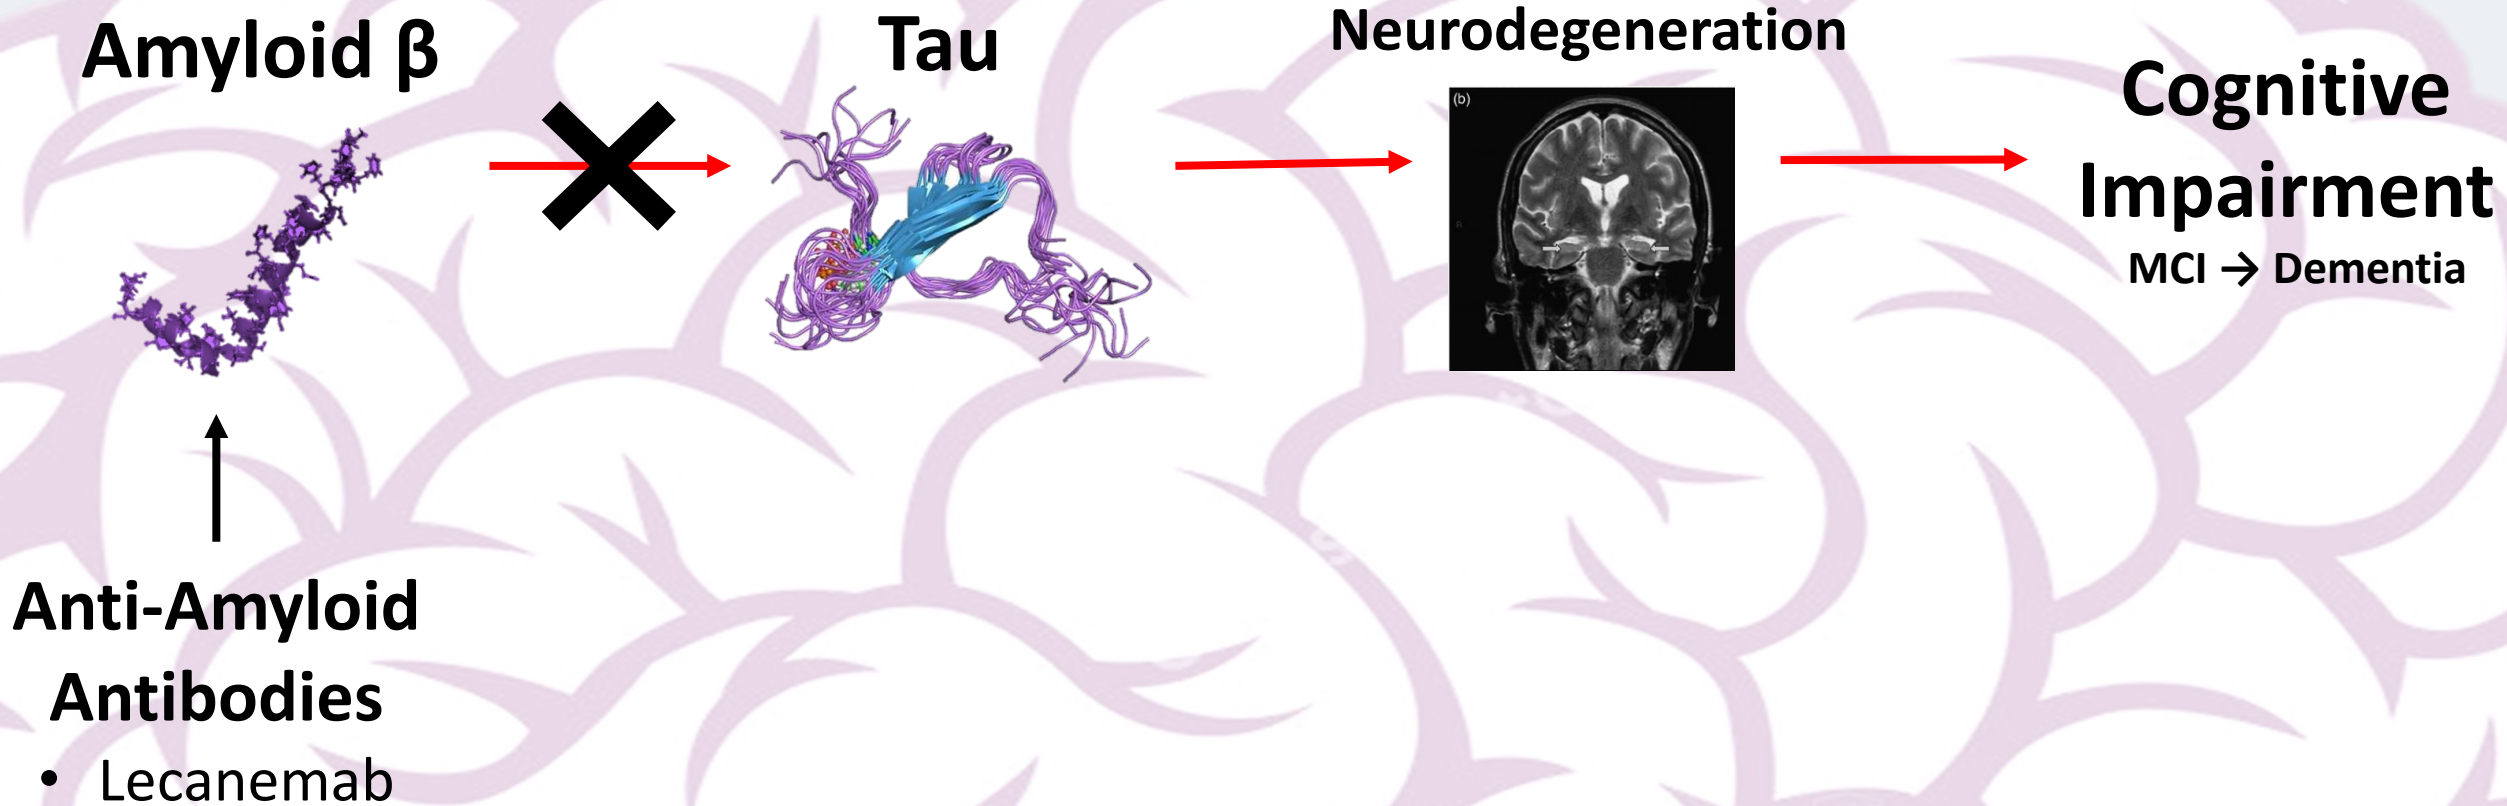 Amyloid β
Tau
Neurodegeneration
(b)
Cognitive
Impairment
MCI → Dementia
Anti-Amyloid
Antibodies
• Lecanemab